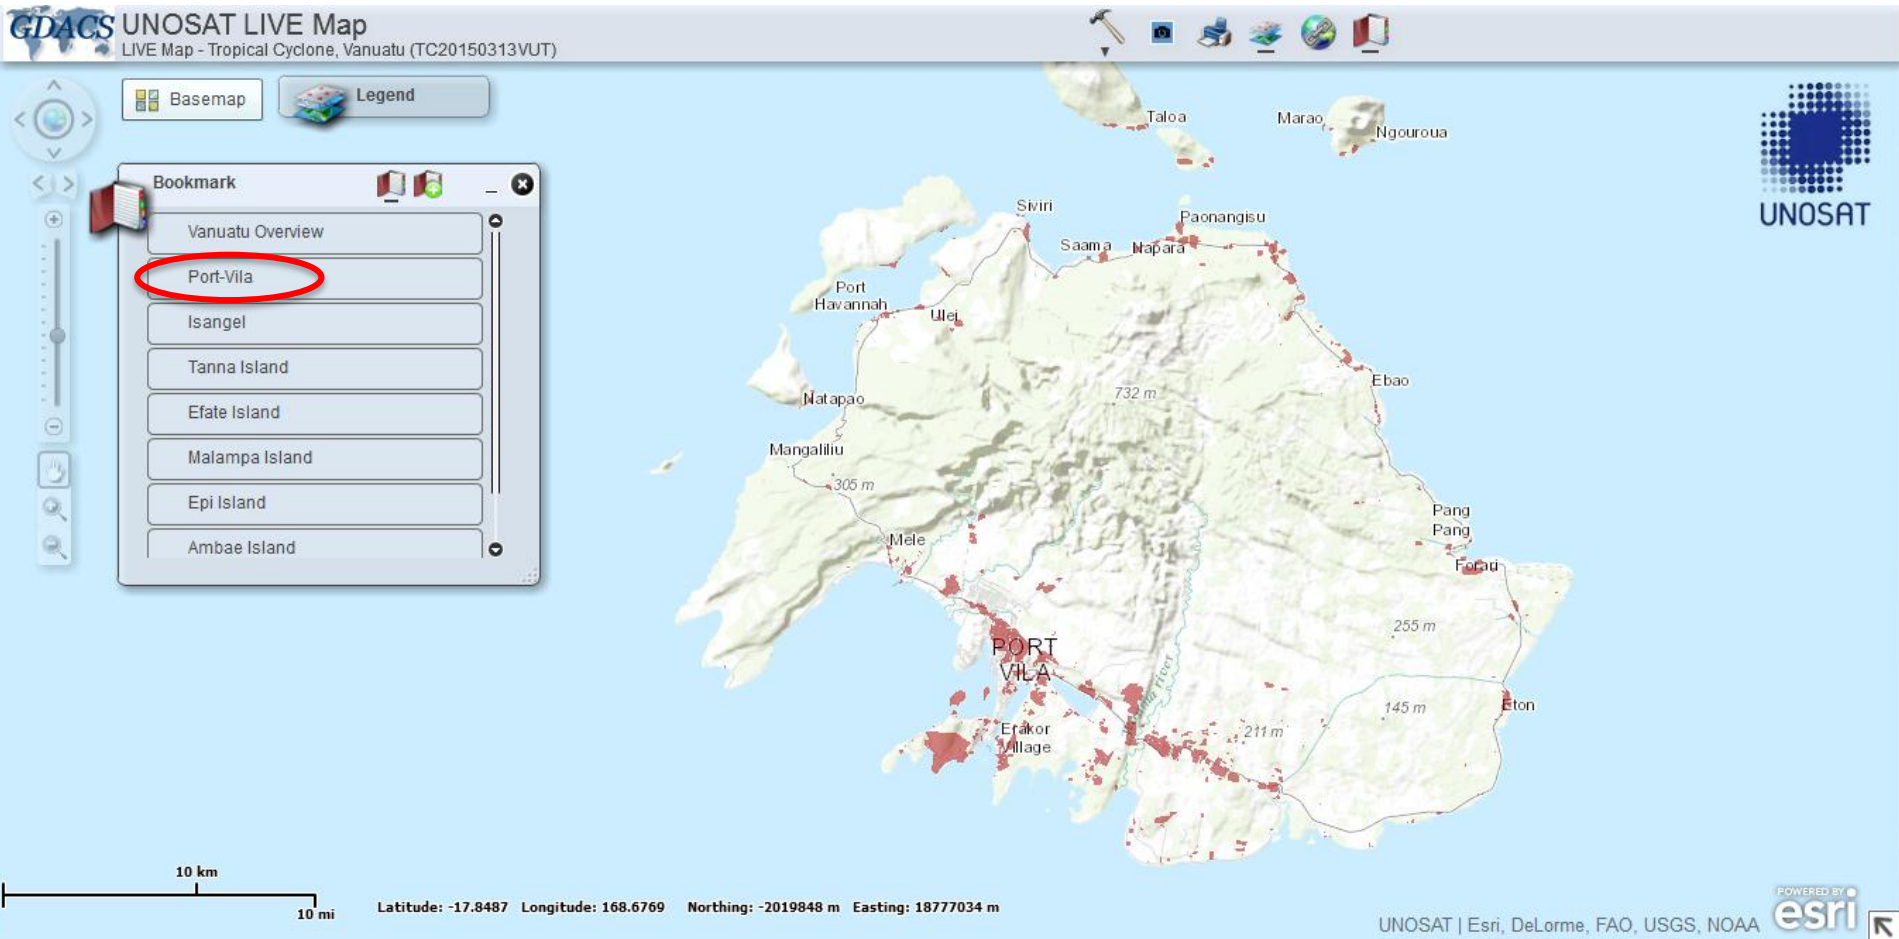 GDACS
UNOSAT LIVE Map
LIVE Map - Tropical Cyclone, Vanuatu (TC20150313VUT)
Basemap
Legend
Bookmark
Vanuatu Overview
Port-Vila
Isangel
Tanna Island
Efate Island
Malampa Island
Epi Island
Ambae Island
UNOSAT
Taloa
Marao
Ngouroua
Siviri
Paonangisu
Saama
Napara
Port
Havannah
Ulei
Ebao
732 m
Natapao
Mangaliliu
305 m
Pang
Pang
Mele
Forari
255 m
PORT
VILA
145 m
Eton
Erakor
Village
211 m
river
10 km
10 mi
Latitude: -17.8487 Longitude: 168.6769 Northing: -2019848 m Easting: 18777034 m
UNOSAT | Esri, DeLorme, FAO, USGS, NOAA
POWERED BY
esri